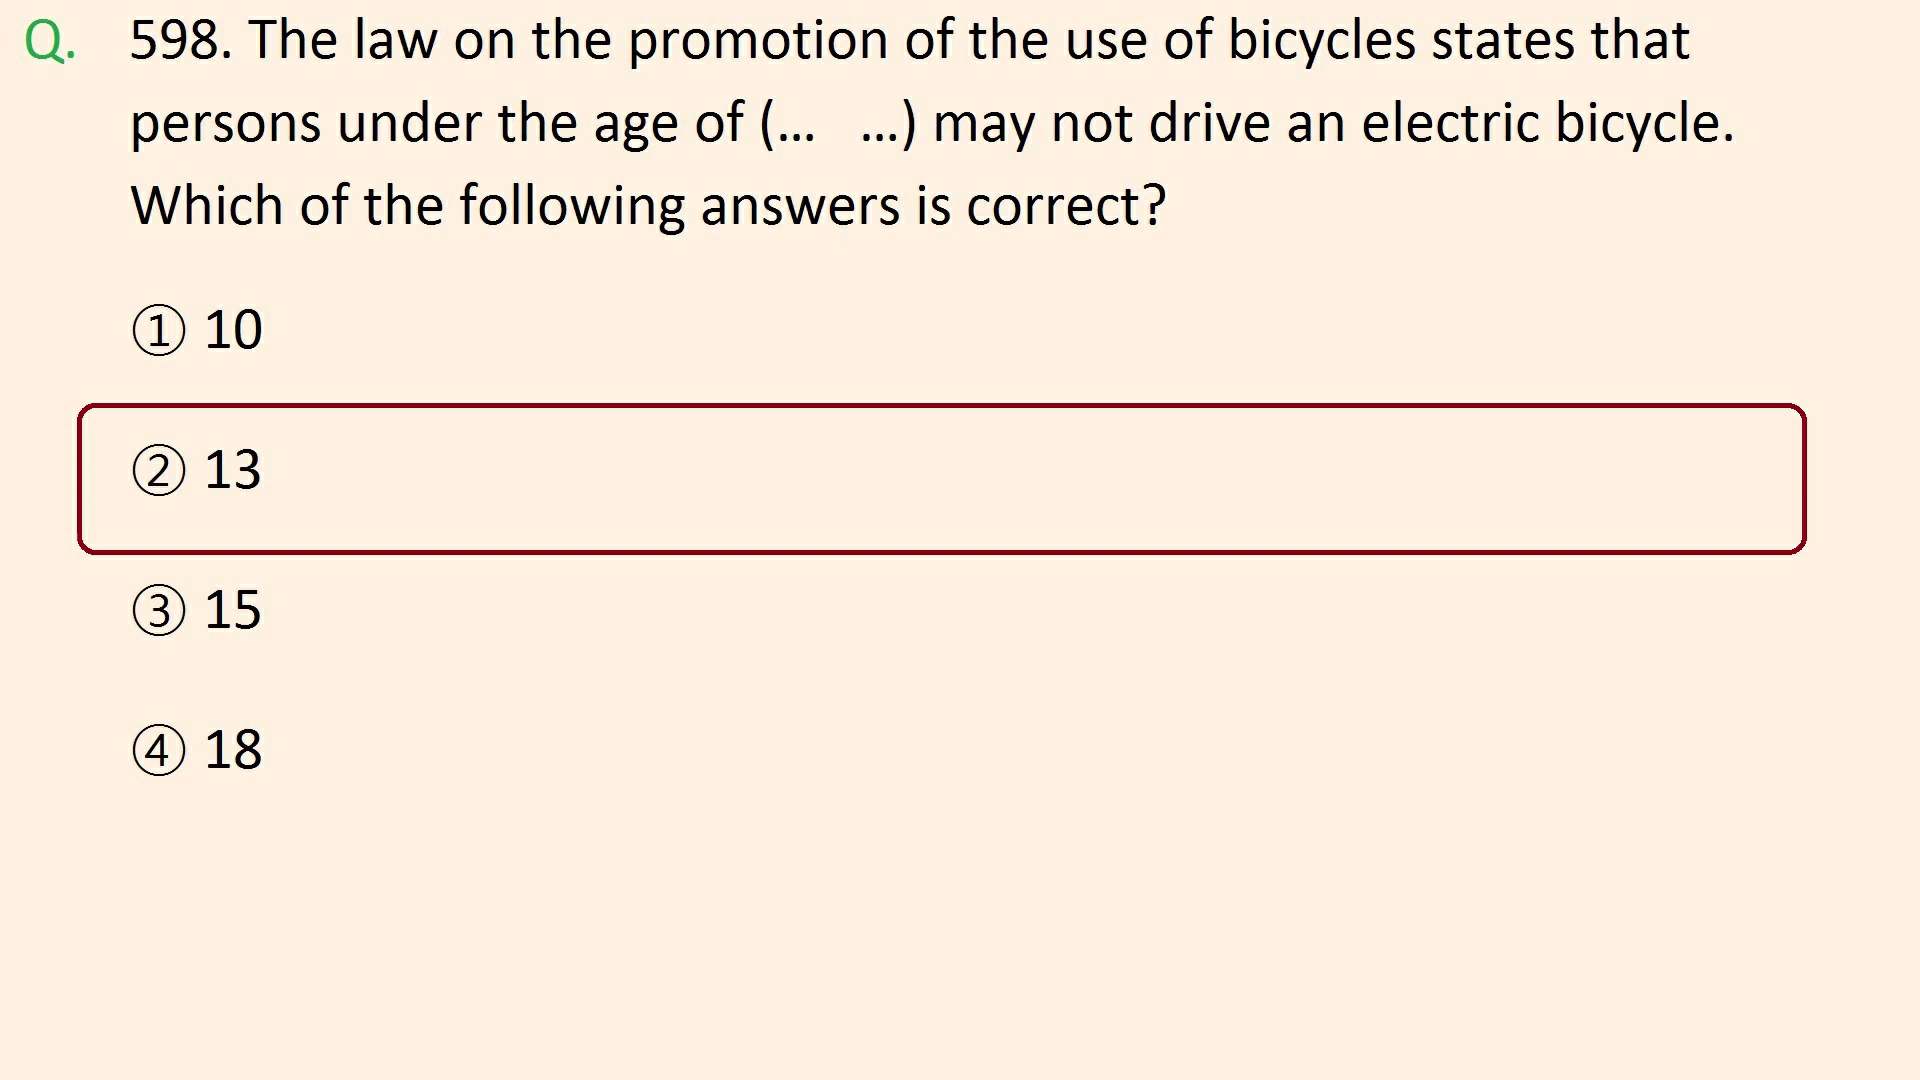 Q. 598. The law on the promotion of the use of bicycles states that
persons under the age of (... ...) may not drive an electric bicycle.
Which of the following answers is correct?
① 10
② 13
③ 15
④ 18